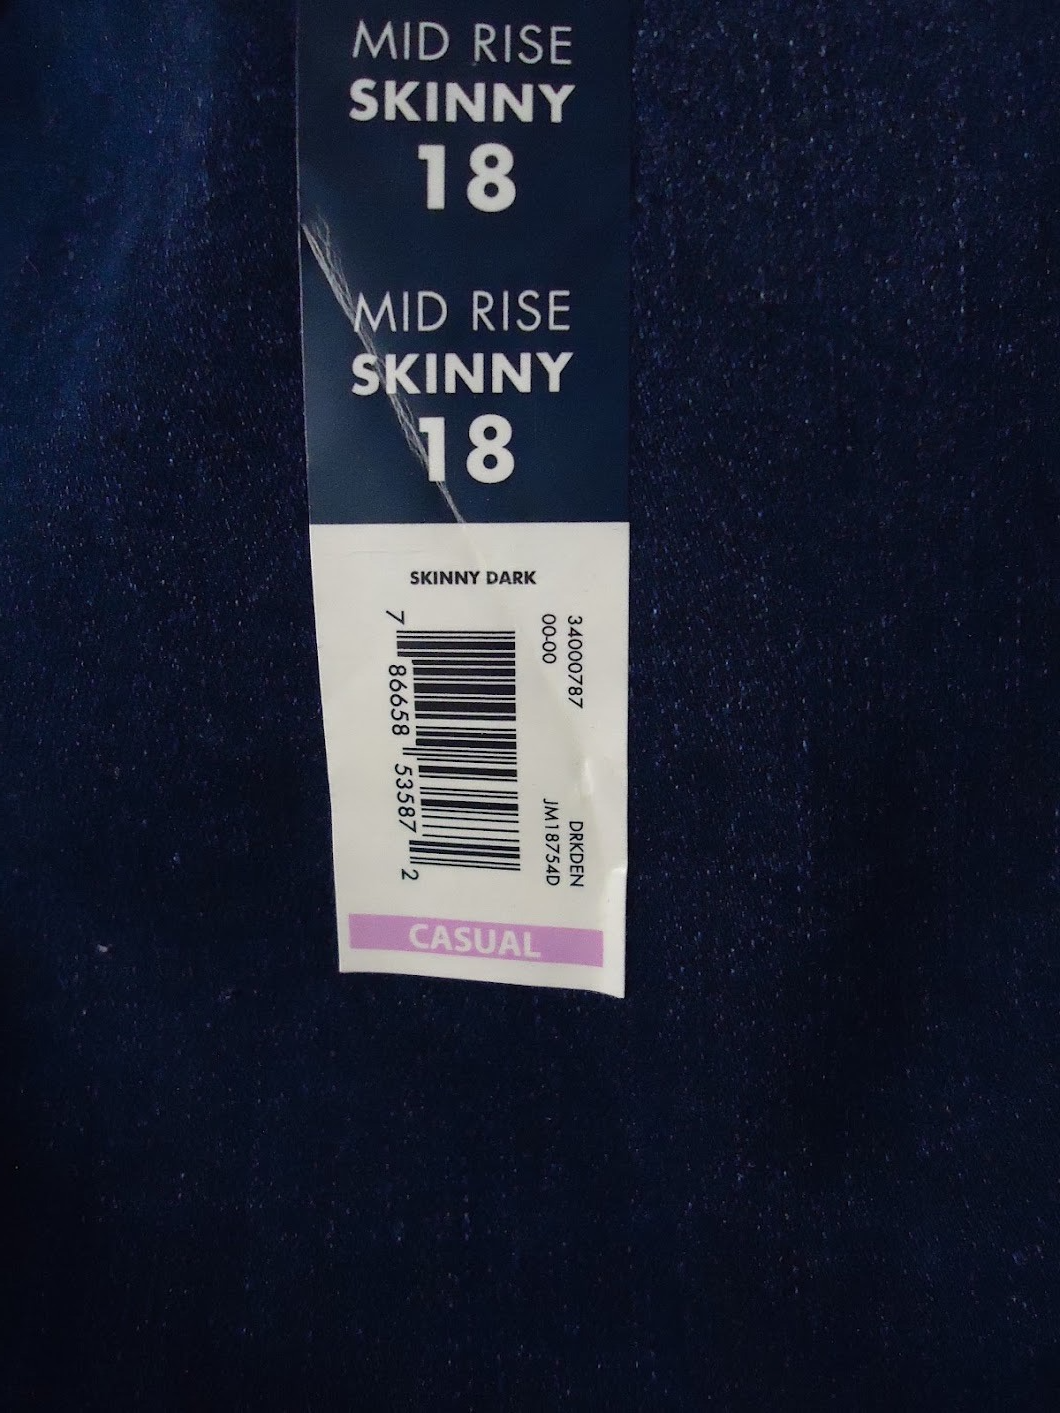 MID RISE
SKINNY
18
MID RISE
SKINNY
18
SKINNY DARK
34000787
DRKDEN
00-00
JM18754D
7 86658 53587 2
CASUAL